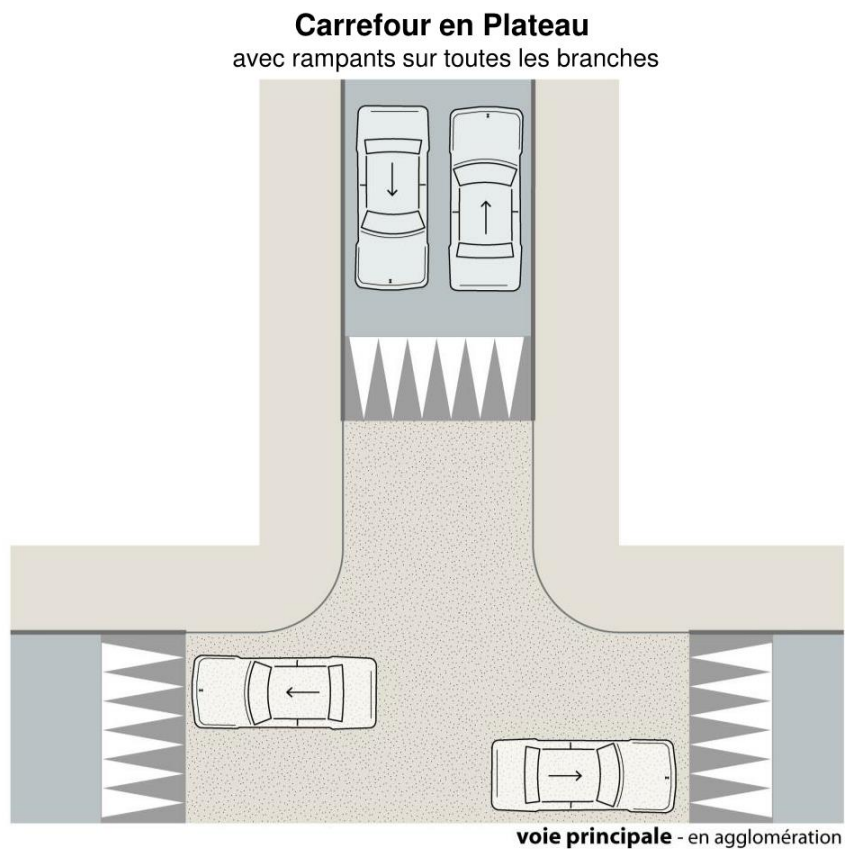 Carrefour en Plateau
avec rampants sur toutes les branches
voie principale - en agglomération